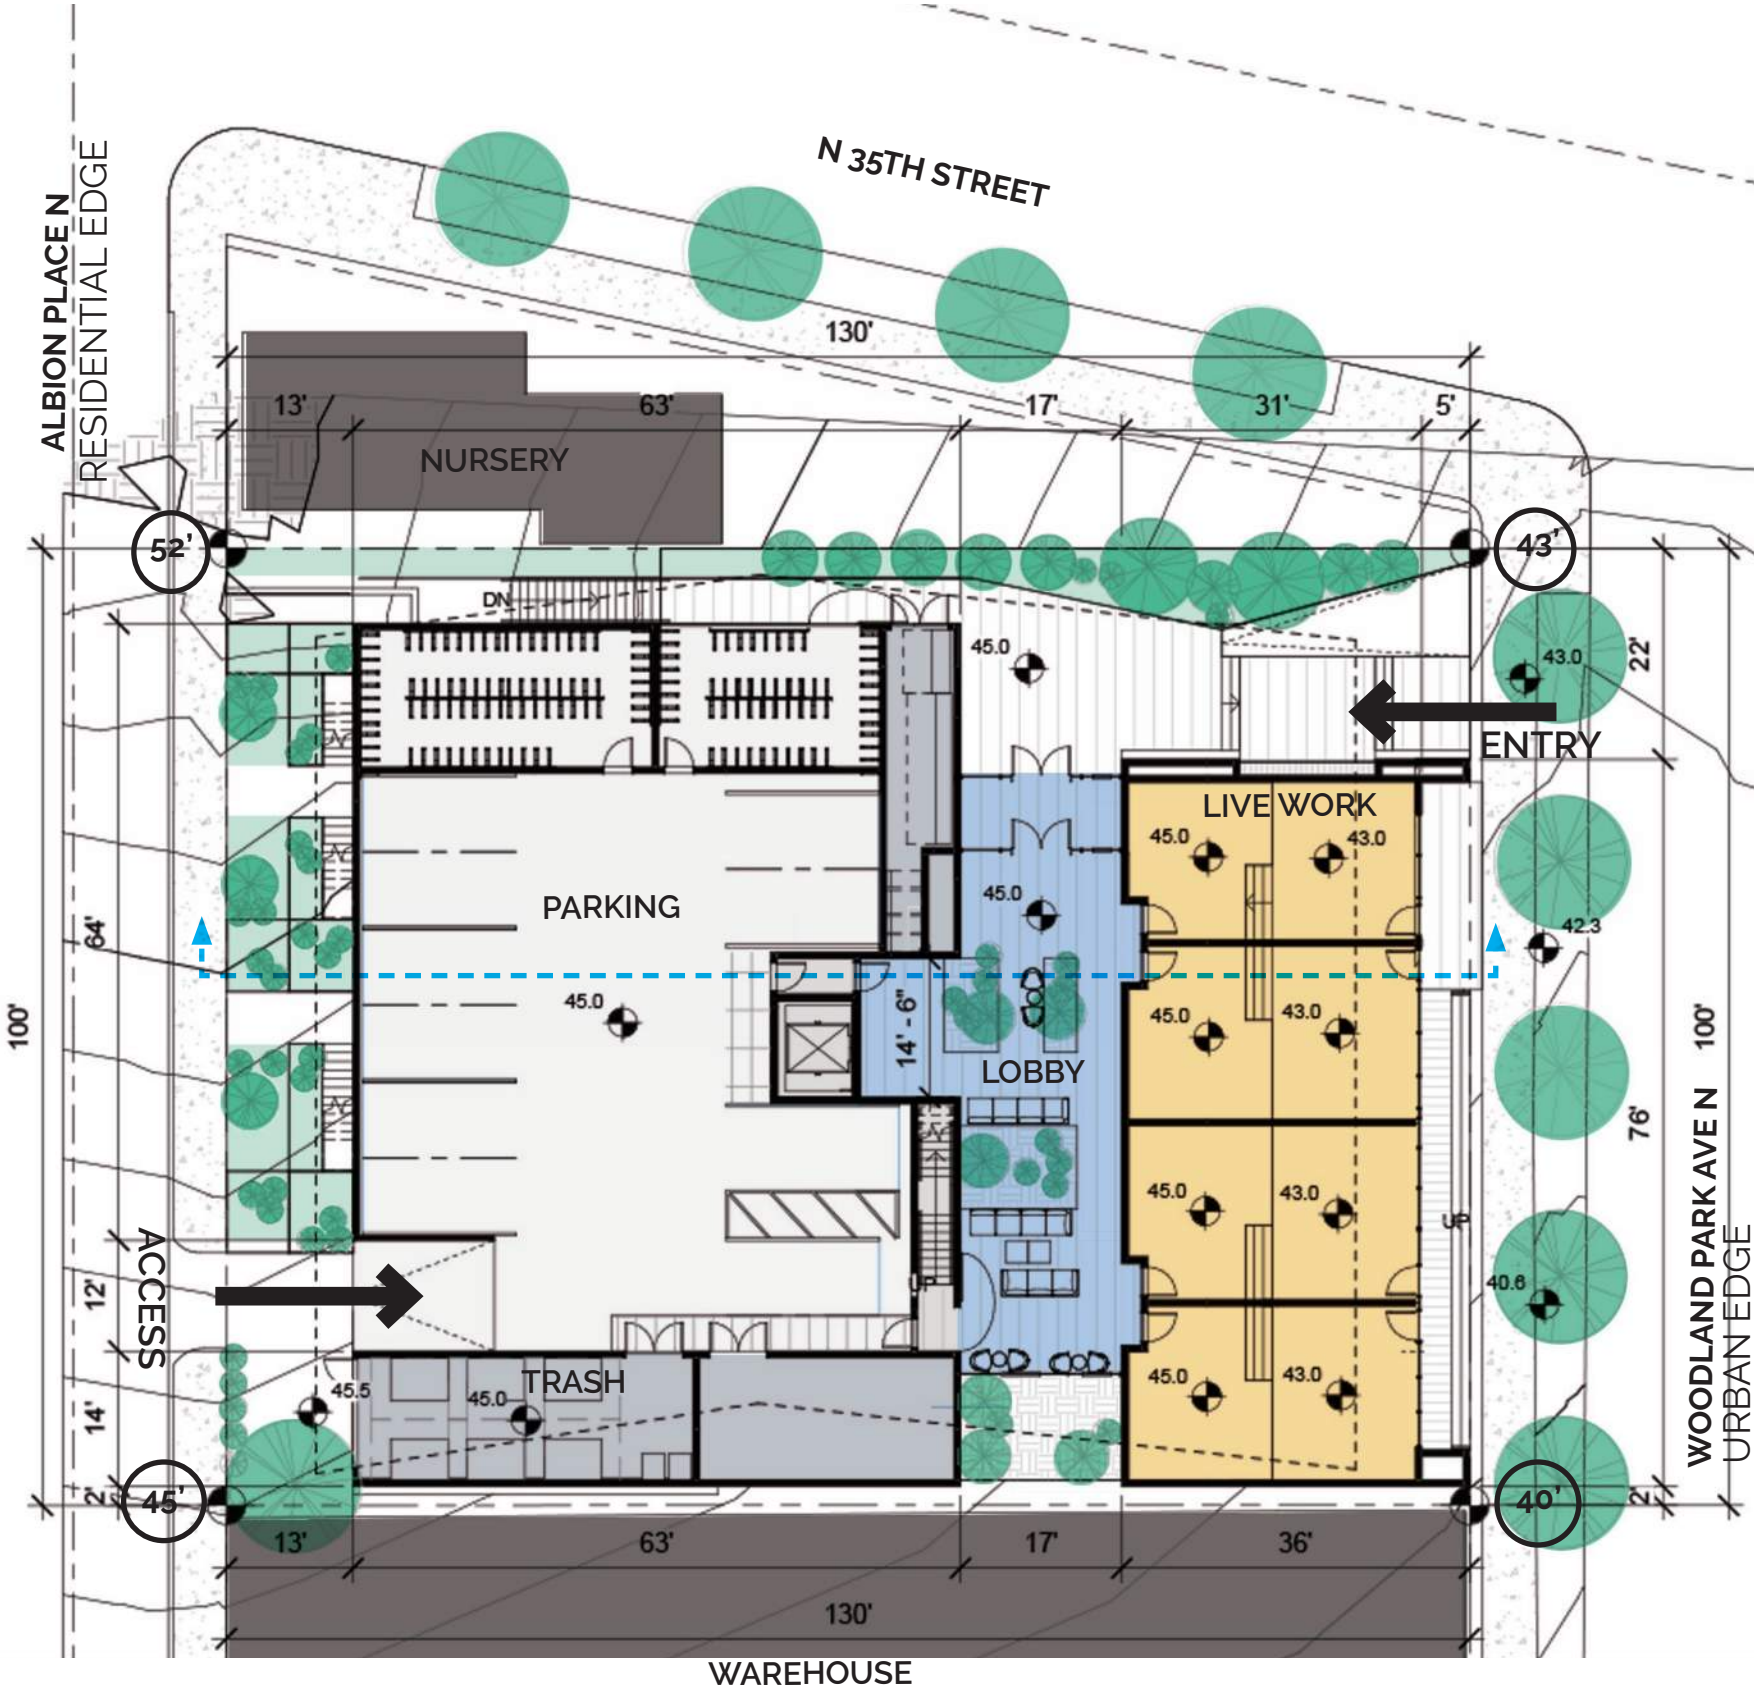 N 35TH STREET
ALBION PLACE N
RESIDENTIAL EDGE
130'
13'
63'
17'
31'
5'
NURSERY
52'
43'
DN
45.0
43.0
22'
ENTRY
LIVE WORK
45.0
43.0
PARKING
45.0
42.3
64'
45.0
14' - 6"
45.0
43.0
100'
100'
LOBBY
76'
WOODLAND PARK AVE N
URBAN EDGE
45.0
43.0
UP
ACCESS
12'
UP
40.6
45.5
TRASH
45.0
45.0
43.0
14'
2'
45'
40'
2'
13'
63'
17'
36'
130'
WAREHOUSE